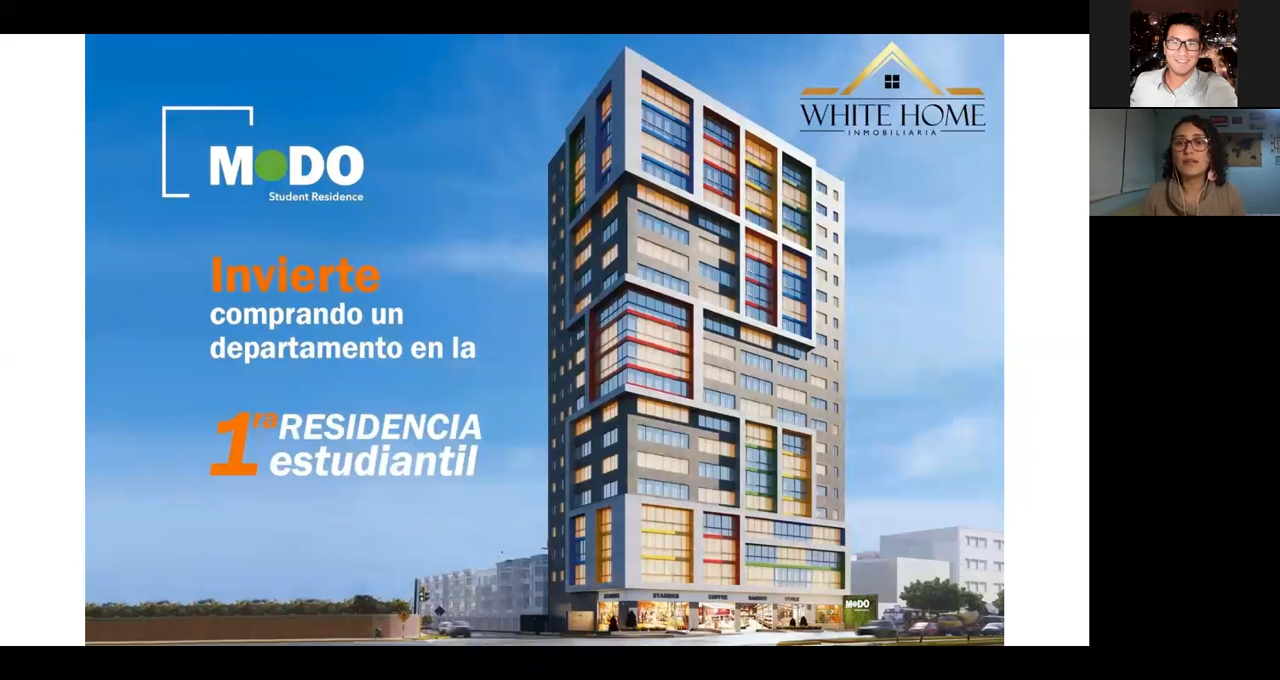 MODO
Student Residence
WHITE HOME
INMOBILIARIA
Invierte
comprando un
departamento en la
1ra RESIDENCIA
estudiantil
COFFEE
MODO